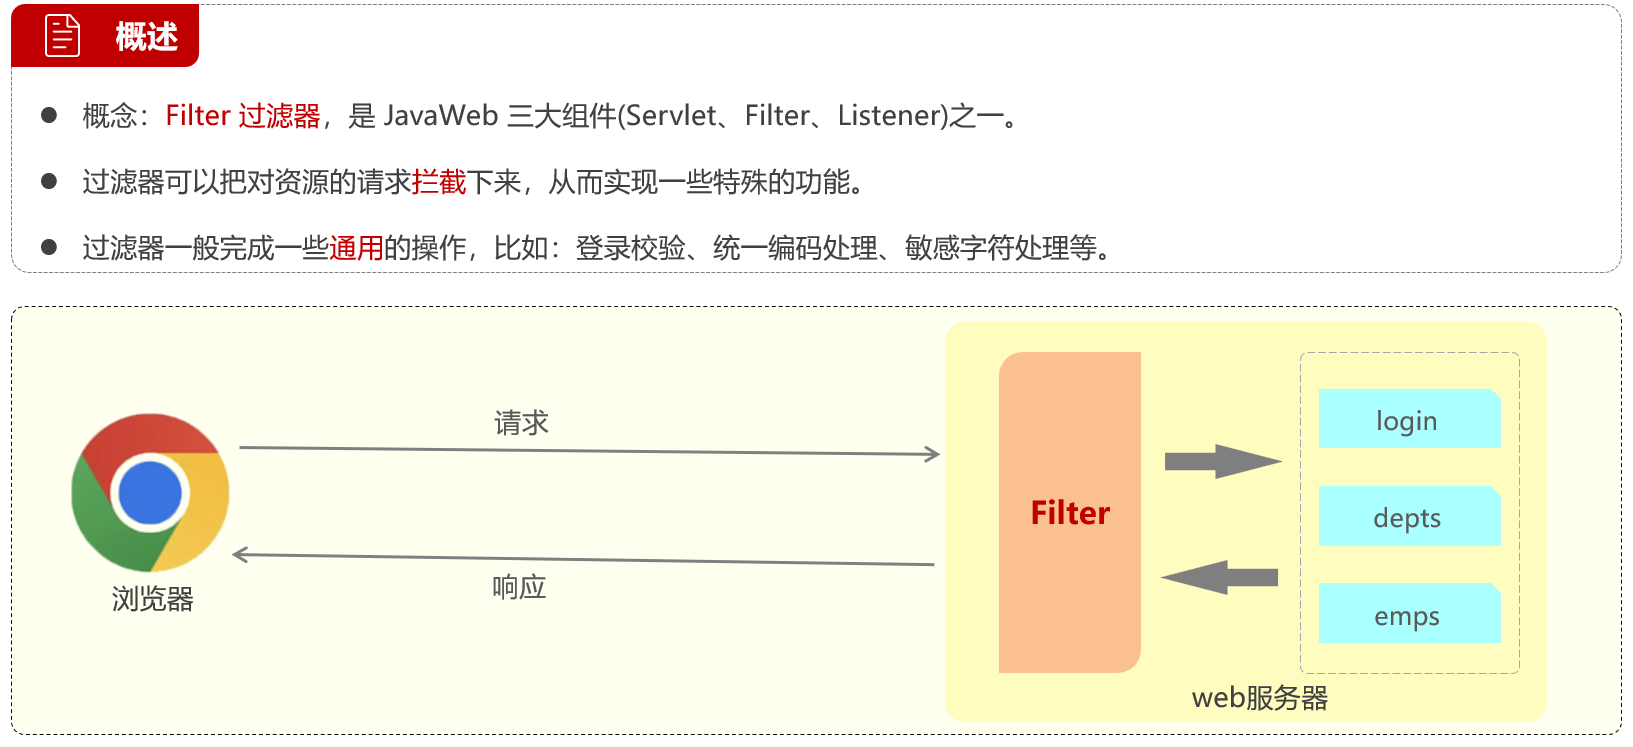 概述
概念：Filter 过滤器，是 JavaWeb 三大组件(Servlet、Filter、Listener)之一。
过滤器可以把对资源的请求拦截下来，从而实现一些特殊的功能。
过滤器一般完成一些通用的操作，比如：登录校验、统一编码处理、敏感字符处理等。
请求
响应
浏览器
Filter
login
depts
emps
web服务器